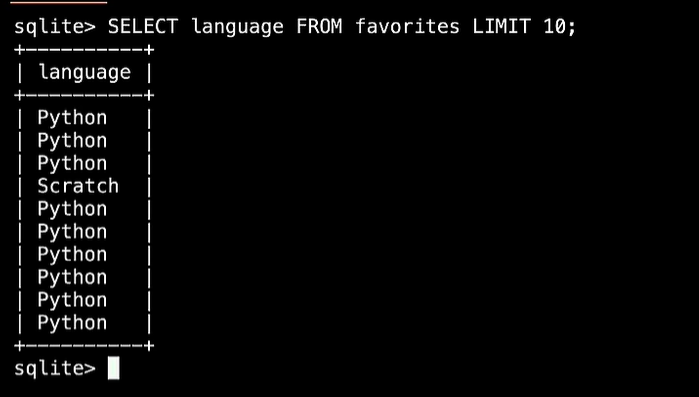 sqlite> SELECT language FROM favorites LIMIT 10;
+----------+
| language |
+----------+
| Python   |
| Python   |
| Python   |
| Scratch  |
| Python   |
| Python   |
| Python   |
| Python   |
| Python   |
| Python   |
+----------+
sqlite>